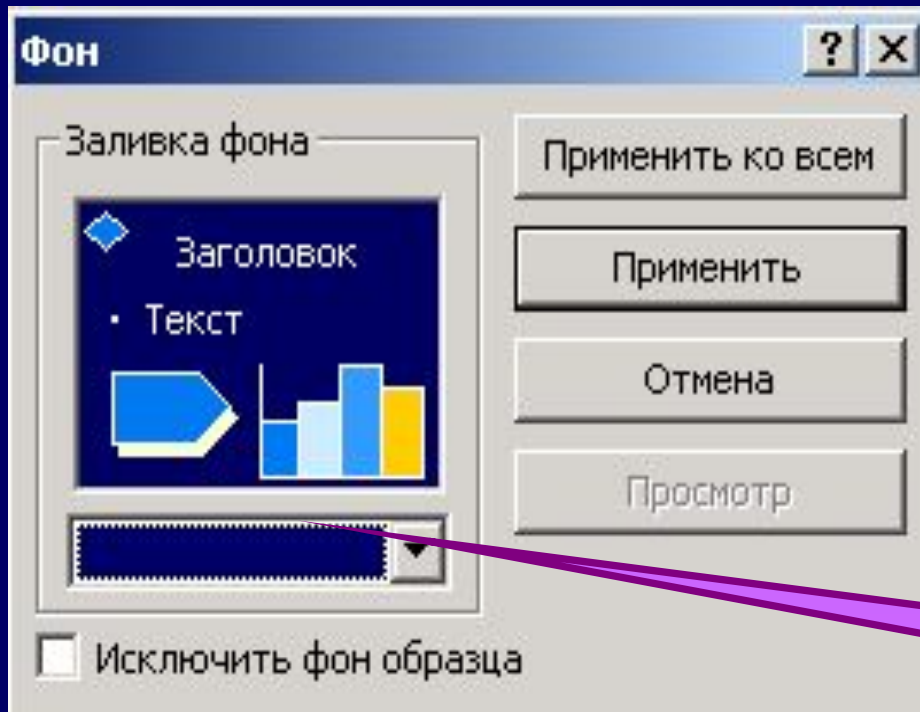 Фон
Заливка фона
Заголовок
· Текст
Применить ко всем
Применить
Отмена
Просмотр
Исключить фон образца